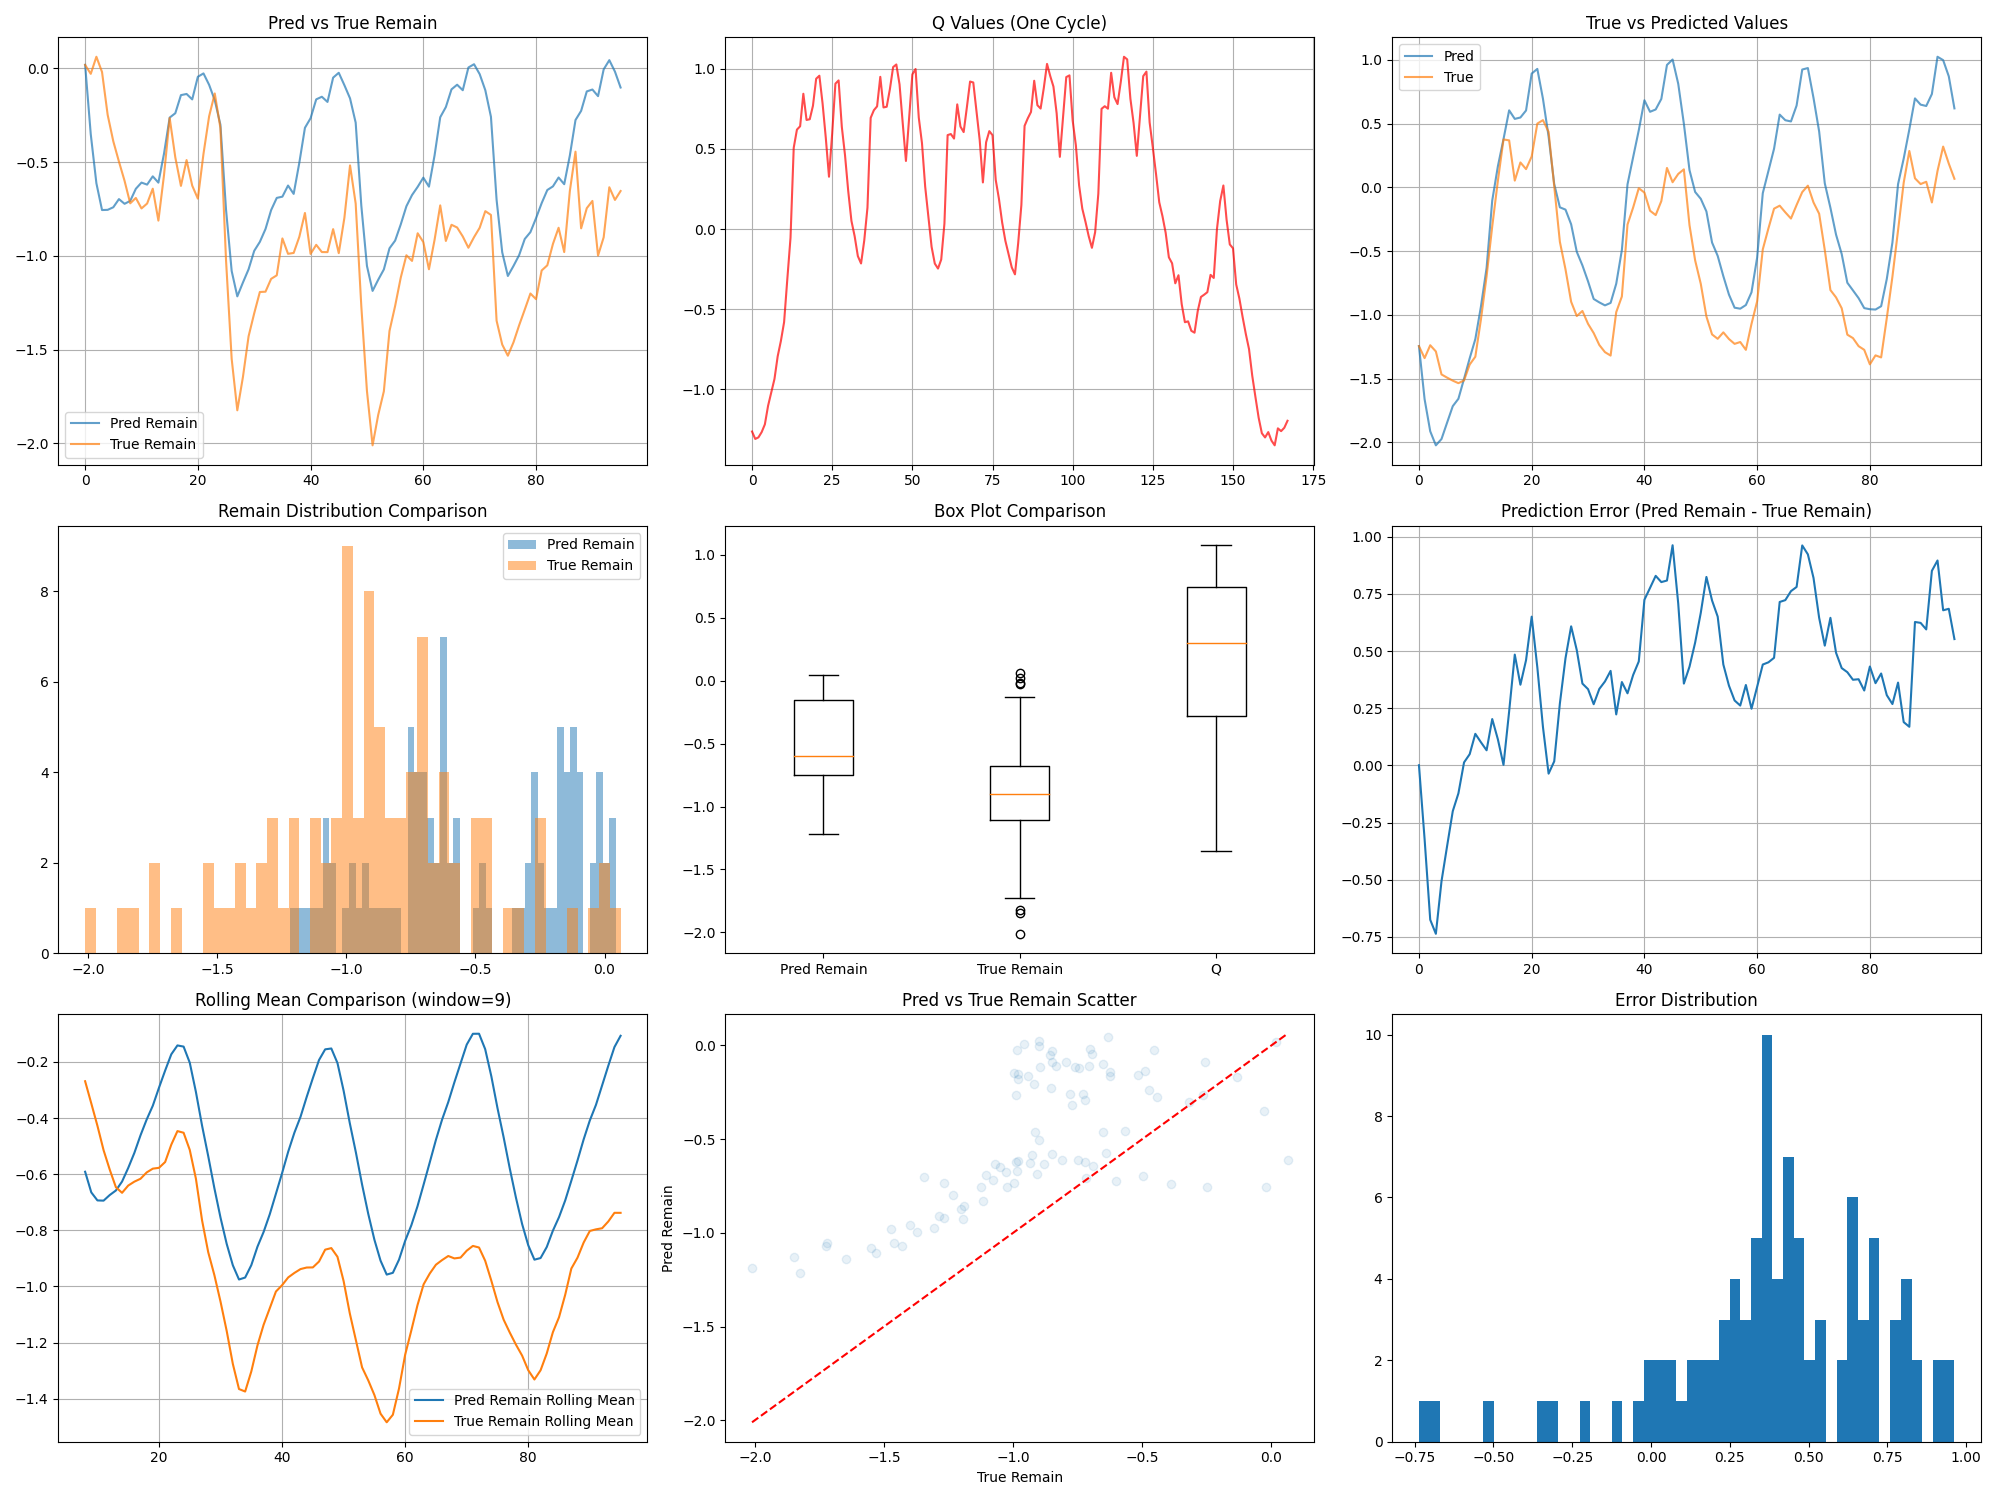 Pred vs True Remain
0.0
−0.5
−1.0
−1.5
−2.0
Pred Remain
True Remain
0 20 40 60 80
Q Values (One Cycle)
1.0
0.5
0.0
−0.5
−1.0
0 25 50 75 100 125 150 175
True vs Predicted Values
Pred
True
1.0
0.5
0.0
−0.5
−1.0
−1.5
−2.0
0 20 40 60 80
Remain Distribution Comparison
Pred Remain
True Remain
8
6
4
2
0
−2.0 −1.5 −1.0 −0.5 0.0
Box Plot Comparison
1.0
0.5
0.0
−0.5
−1.0
−1.5
−2.0
Pred Remain True Remain Q
Prediction Error (Pred Remain - True Remain)
1.00
0.75
0.50
0.25
0.00
−0.25
−0.50
−0.75
0 20 40 60 80
Rolling Mean Comparison (window=9)
−0.2
−0.4
−0.6
−0.8
−1.0
−1.2
−1.4
Pred Remain Rolling Mean
True Remain Rolling Mean
20 40 60 80
Pred vs True Remain Scatter
Pred Remain
0.0
−0.5
−1.0
−1.5
−2.0
−2.0 −1.5 −1.0 −0.5 0.0
True Remain
Error Distribution
10
8
6
4
2
0
−0.75 −0.50 −0.25 0.00 0.25 0.50 0.75 1.00